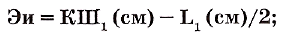 Эи = КШ₁ (см) – L₁ (см)/2;